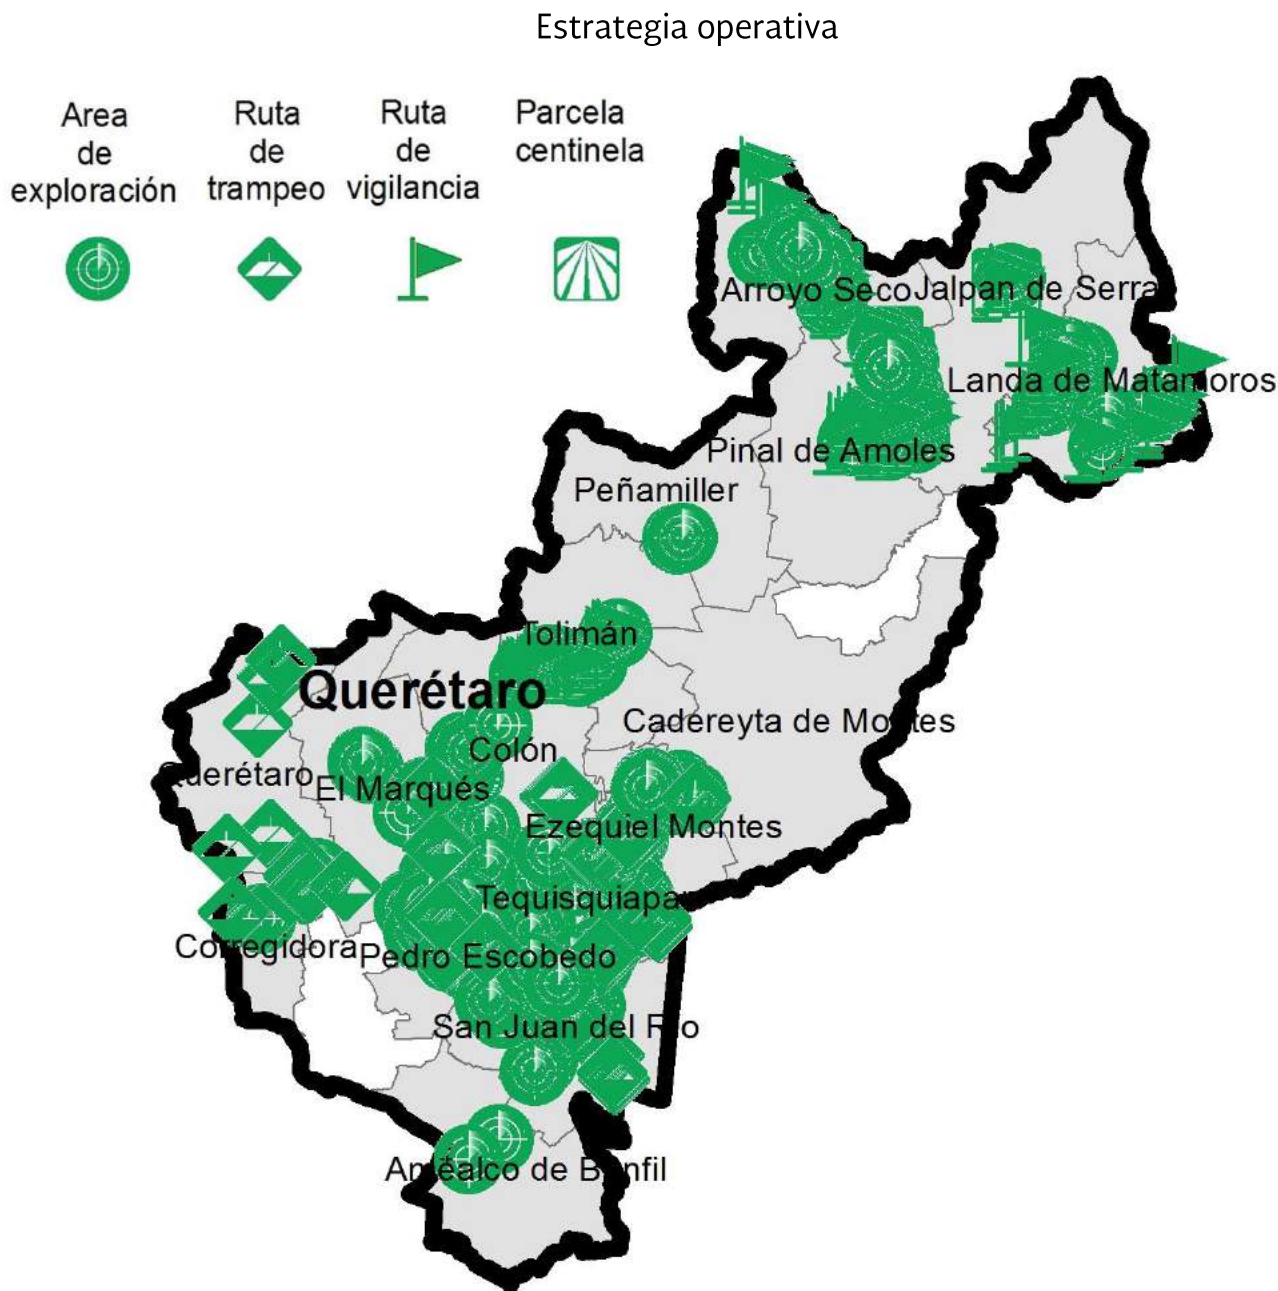 Estrategia operativa
Area
de
exploración
Ruta
de
trampeo
Ruta
de
vigilancia
Parcela
centinela
Arroyo Seco
Jalpan de Serra
Landa de Matamoros
Pinal de Amoles
Peñamiller
Tolimán
Querétaro
Cadereyta de Montes
Colón
Querétaro
El Marqués
Ezequiel Montes
Tequisquiapan
Corregidora
Pedro Escobedo
San Juan del Río
Amealco de Bonfil